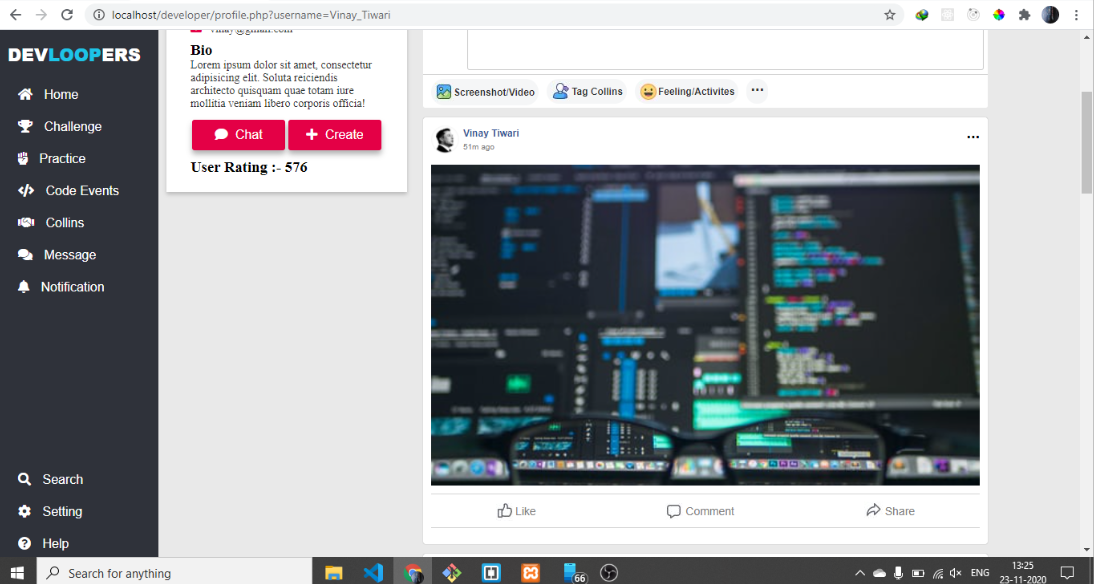 localhost/developer/profile.php?username=Vinay_Tiwari
DEVLOOPERS
Home
Challenge
Practice
Code Events
Collins
Message
Notification
Search
Setting
Help
vinay@gmail.com
Bio
Lorem ipsum dolor sit amet, consectetur
adipisicing elit. Soluta reiciendis
architecto quisquam quae totam iure
mollitia veniam libero corporis officia!
Chat
Create
User Rating :- 576
Screenshot/Video
Tag Collins
Feeling/Activites
Vinay Tiwari
51m ago
Like
Comment
Share
Search for anything
66
ENG
13:25
23-11-2020